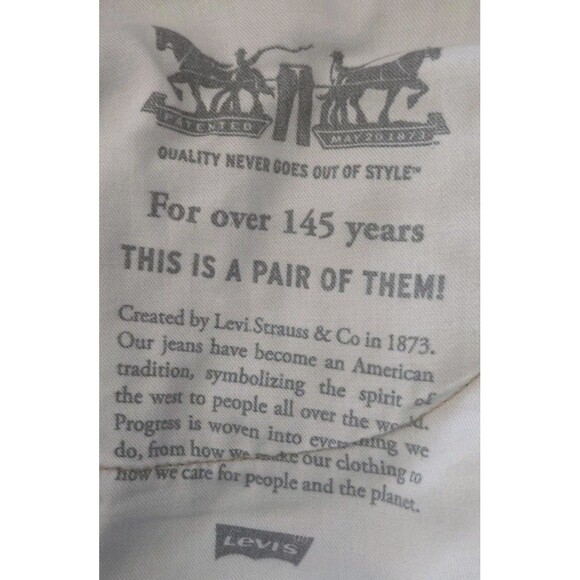 PATENTED MAY 20 1873
QUALITY NEVER GOES OUT OF STYLE™
For over 145 years
THIS IS A PAIR OF THEM!
Created by Levi.Strauss & Co in 1873.
Our jeans have become an American
tradition, symbolizing the spirit of
the west to people all over the world.
Progress is woven into everything we
do, from how we make our clothing to
how we care for people and the planet.
Levi's